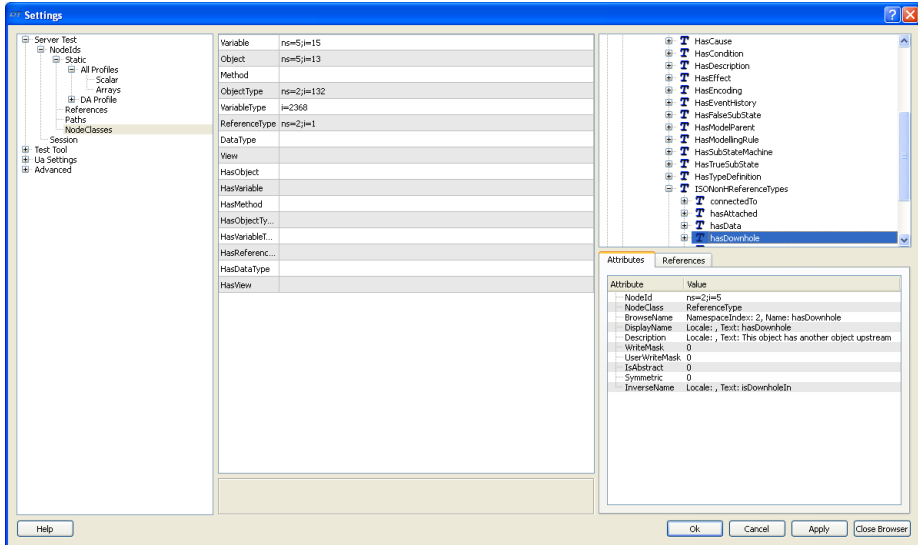 Settings
Server Test
NodeIds
Static
All Profiles
Scalar
Arrays
DA Profile
References
Paths
NodeClasses
Session
Test Tool
Ua Settings
Advanced
Variable ns=5;i=15
Object ns=5;i=13
Method
ObjectType ns=2;i=132
VariableType i=2368
ReferenceType ns=2;i=1
DataType
View
HasObject
HasVariable
HasMethod
HasObjectTy...
HasVariableT...
HasReferenc...
HasDataType
HasView
HasCause
HasCondition
HasDescription
HasEffect
HasEncoding
HasEventHistory
HasFalseSubState
HasModelParent
HasModellingRule
HasSubStateMachine
HasTrueSubState
HasTypeDefinition
ISONonHReferenceTypes
connectedTo
hasAttached
hasData
hasDownhole
Attributes References
Attribute Value
NodeId ns=2;i=5
NodeClass ReferenceType
BrowseName NamespaceIndex: 2, Name: hasDownhole
DisplayName Locale: , Text: hasDownhole
Description Locale: , Text: This object has another object upstream
WriteMask 0
UserWriteMask 0
IsAbstract 0
Symmetric 0
InverseName Locale: , Text: isDownholeIn
Help Ok Cancel Apply Close Browser